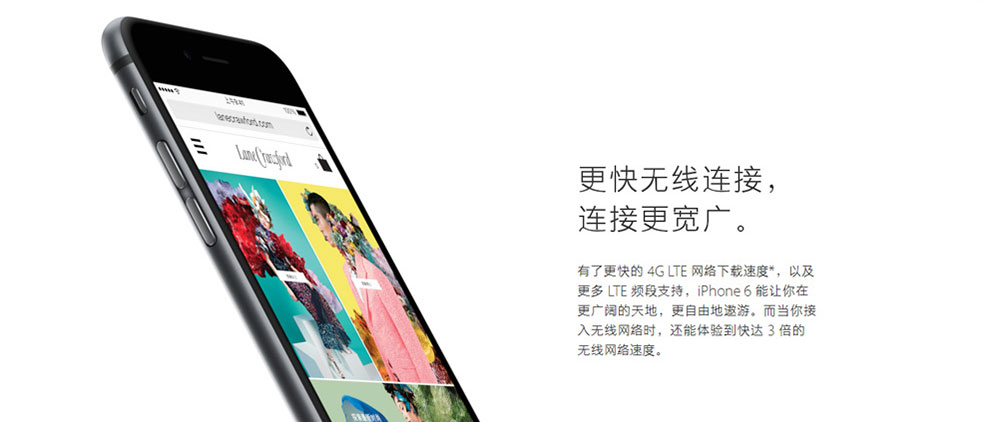 上午9:41
100%
lanecrawford.com
Lane Crawford
更快无线连接，
连接更宽广。
有了更快的 4G LTE 网络下载速度*，以及
更多 LTE 频段支持，iPhone 6 能让你在
更广阔的天地，更自由地遨游。而当你接
入无线网络时，还能体验到快达 3 倍的
无线网络速度。